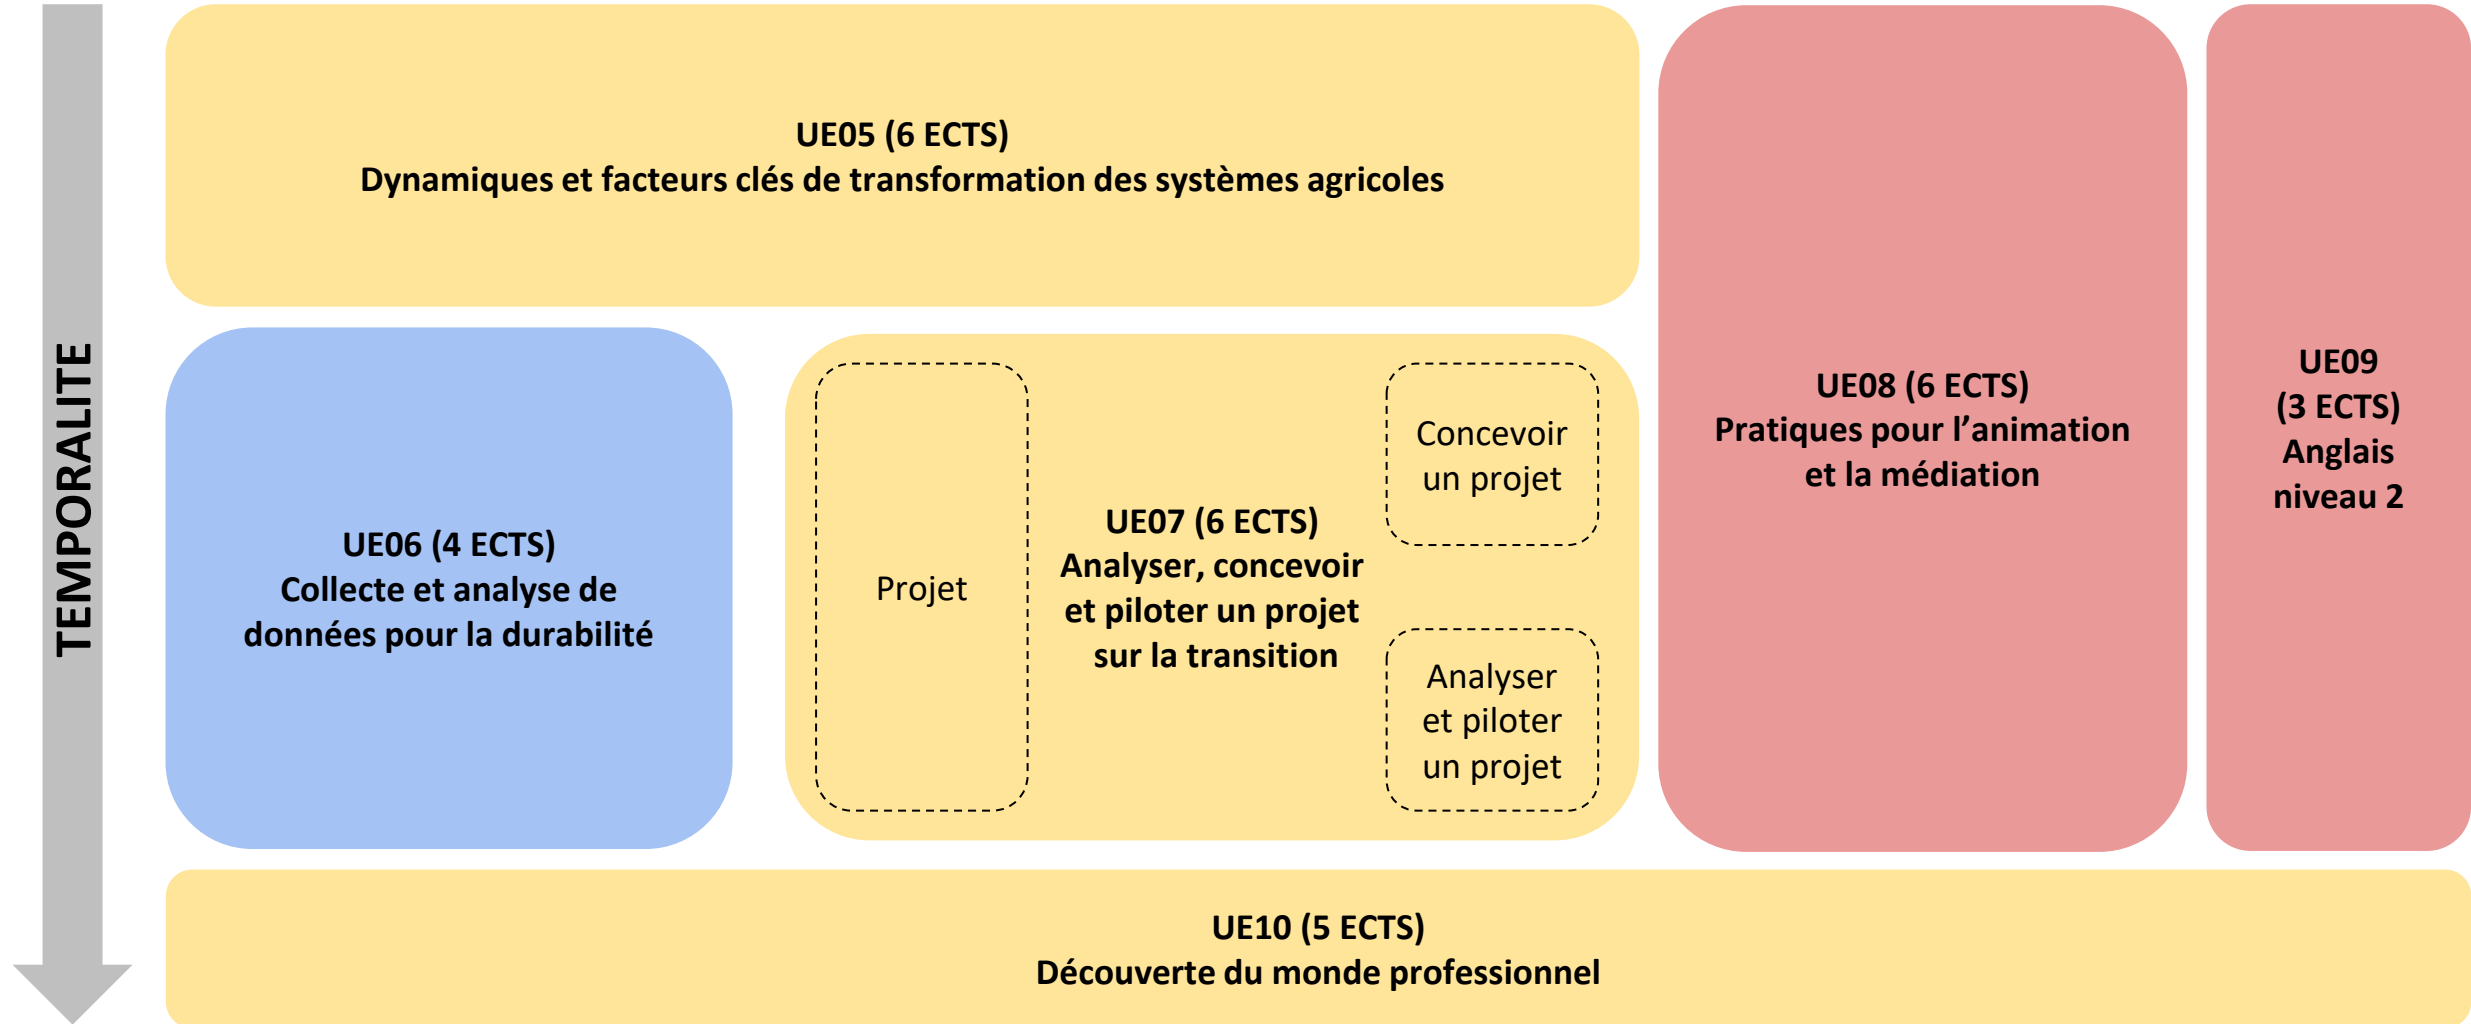 TEMPORALITE
UE05 (6 ECTS)
Dynamiques et facteurs clés de transformation des systèmes agricoles
UE06 (4 ECTS)
Collecte et analyse de
données pour la durabilité
Projet
UE07 (6 ECTS)
Analyser, concevoir
et piloter un projet
sur la transition
Concevoir
un projet
Analyser
et piloter
un projet
UE08 (6 ECTS)
Pratiques pour l’animation
et la médiation
UE09
(3 ECTS)
Anglais
niveau 2
UE10 (5 ECTS)
Découverte du monde professionnel